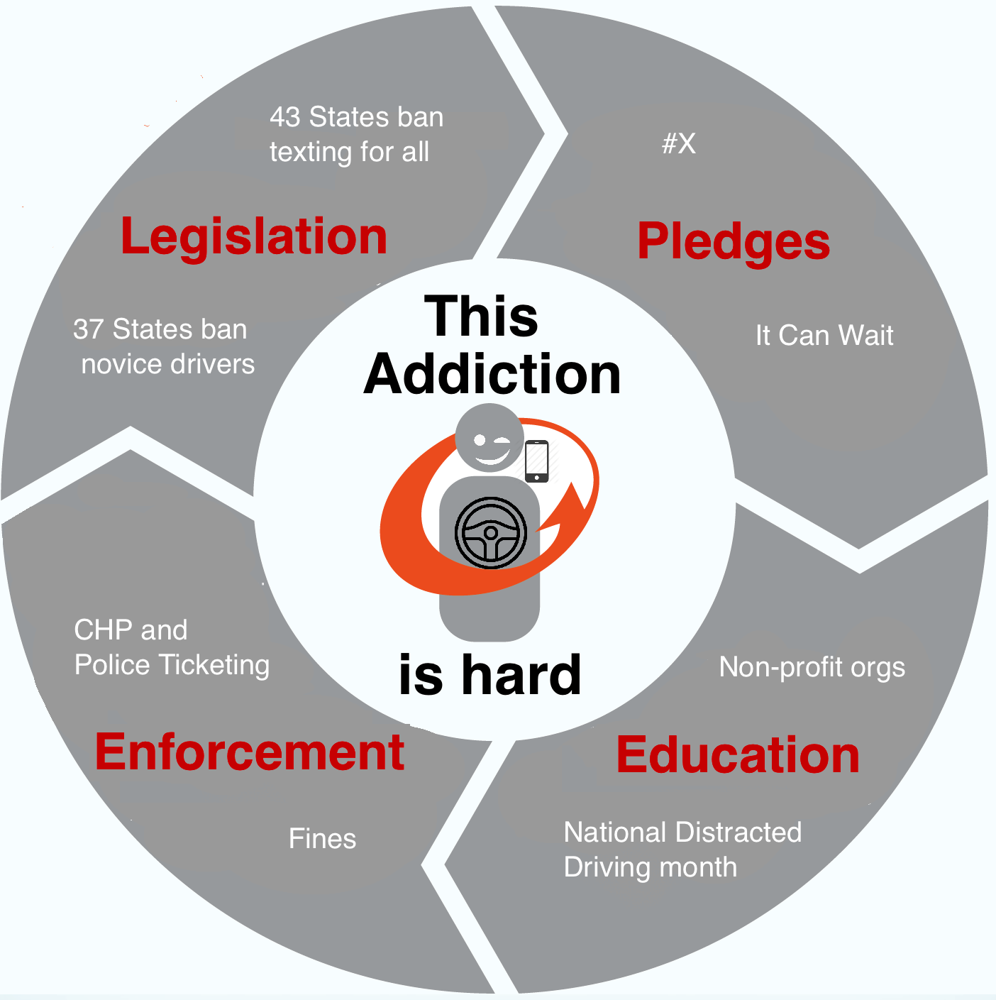 43 States ban
texting for all
Legislation
37 States ban
novice drivers
#X
Pledges
It Can Wait
This
Addiction
is hard
CHP and
Police Ticketing
Enforcement
Fines
Non-profit orgs
Education
National Distracted
Driving month